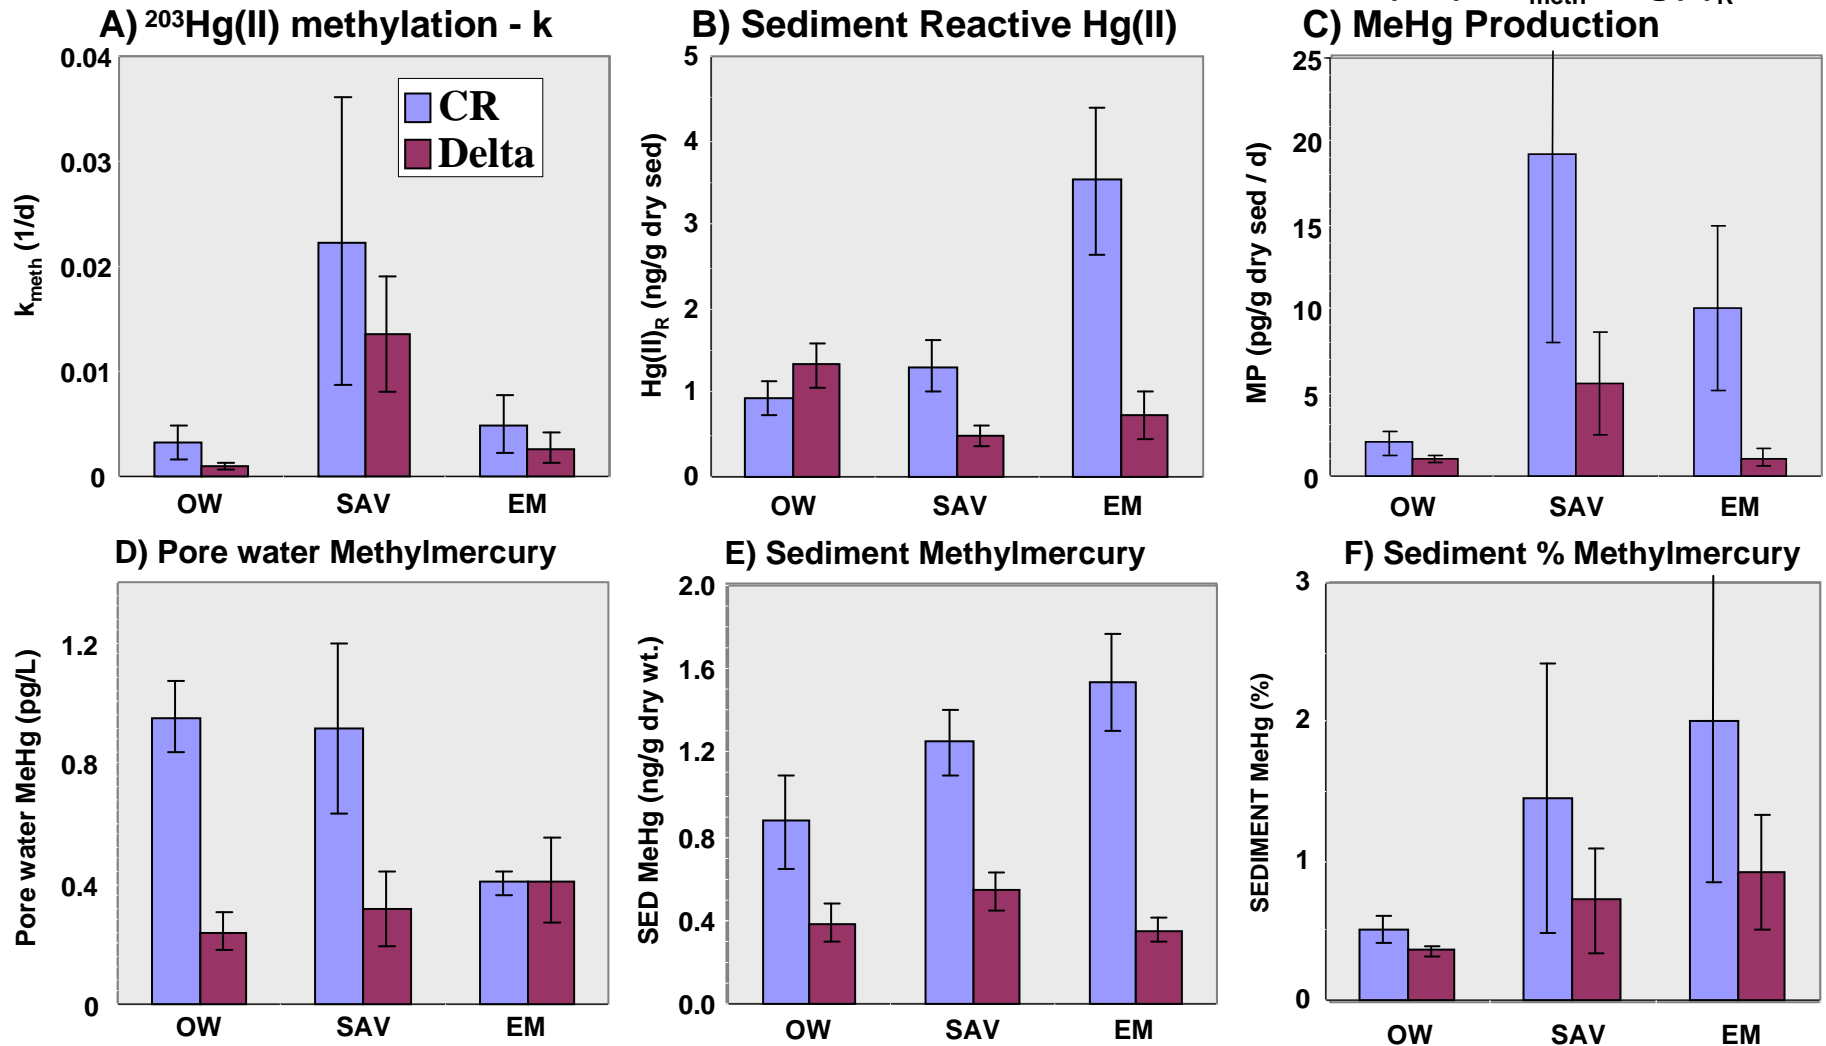 A) ²⁰³Hg(II) methylation - k
0.04
0.03
0.02
0.01
0
k_meth (1/d)
CR
Delta
OW SAV EM
B) Sediment Reactive Hg(II)
5
4
3
2
1
0
Hg(II)_R (ng/g dry sed)
OW SAV EM
C) MeHg Production
25
20
15
10
5
0
MP (pg/g dry sed / d)
OW SAV EM
D) Pore water Methylmercury
1.2
0.8
0.4
0
Pore water MeHg (pg/L)
OW SAV EM
E) Sediment Methylmercury
2.0
1.6
1.2
0.8
0.4
0.0
SED MeHg (ng/g dry wt.)
OW SAV EM
F) Sediment % Methylmercury
3
2
1
0
SEDIMENT MeHg (%)
OW SAV EM